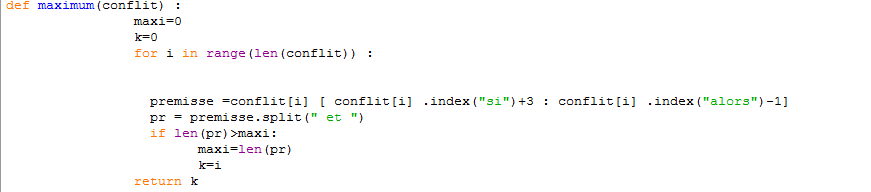 def maximum(conflit) :
maxi=0
k=0
for i in range(len(conflit)) :
premisse =conflit[i] [ conflit[i] .index("si")+3 : conflit[i] .index("alors")-1]
pr = premisse.split(" et ")
if len(pr)>maxi:
maxi=len(pr)
k=i
return k